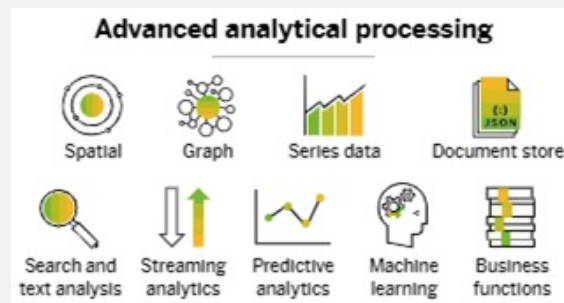 Advanced analytical processing
Spatial
Graph
Series data
{:}
JSON
Document store
Search and
text analysis
Streaming
analytics
Predictive
analytics
Machine
learning
Business
functions